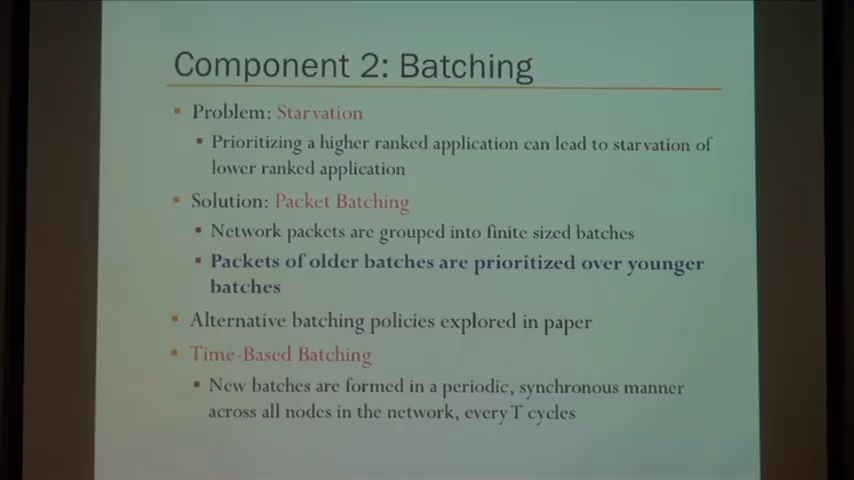 Component 2: Batching
▪ Problem: Starvation
▪ Prioritizing a higher ranked application can lead to starvation of
lower ranked application
▪ Solution: Packet Batching
▪ Network packets are grouped into finite sized batches
▪ Packets of older batches are prioritized over younger
batches
▪ Alternative batching policies explored in paper
▪ Time-Based Batching
▪ New batches are formed in a periodic, synchronous manner
across all nodes in the network, every T cycles